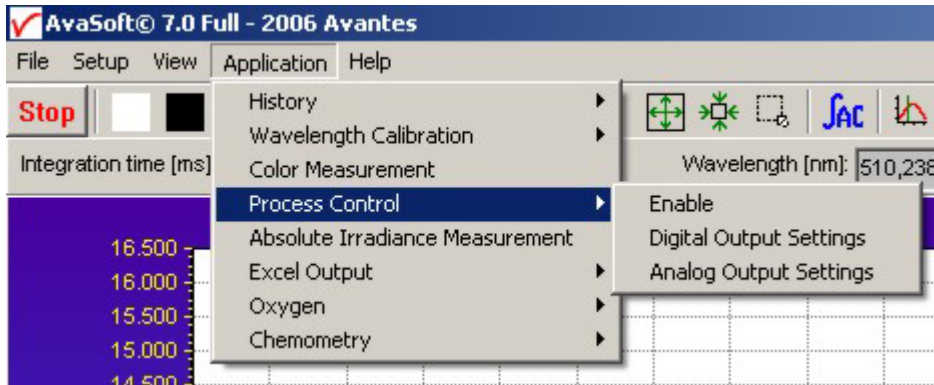 AvaSoft© 7.0 Full - 2006 Avantes
File Setup View Application Help
Stop
History
Wavelength Calibration
Color Measurement
Process Control
Absolute Irradiance Measurement
Excel Output
Oxygen
Chemometry
Enable
Digital Output Settings
Analog Output Settings
∫AC
Integration time [ms]
Wavelength [nm]: 510,238
16.500
16.000
15.500
15.000
14.500